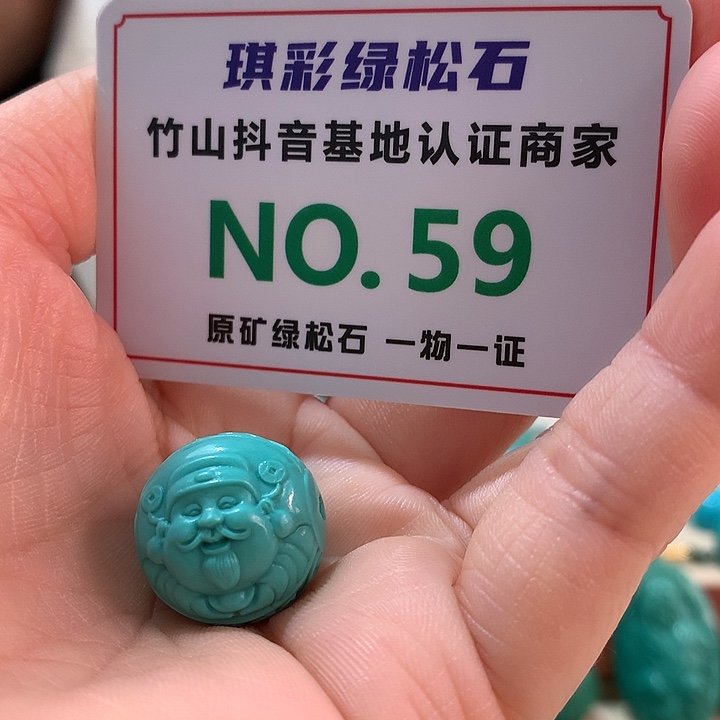 琪彩绿松石
竹山抖音基地认证商家
NO.59
原矿绿松石 一物一证